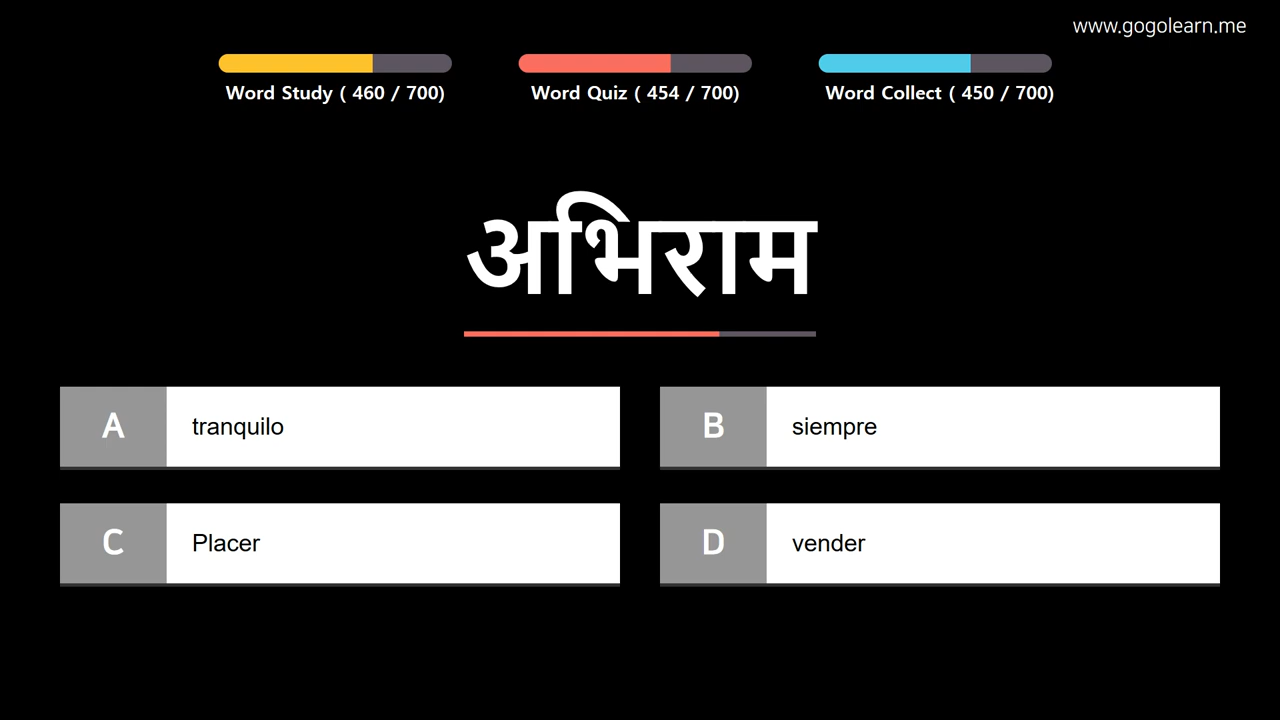 www.gogolearn.me
Word Study ( 460 / 700)
Word Quiz ( 454 / 700)
Word Collect ( 450 / 700)
अभिराम
A tranquilo
B siempre
C Placer
D vender